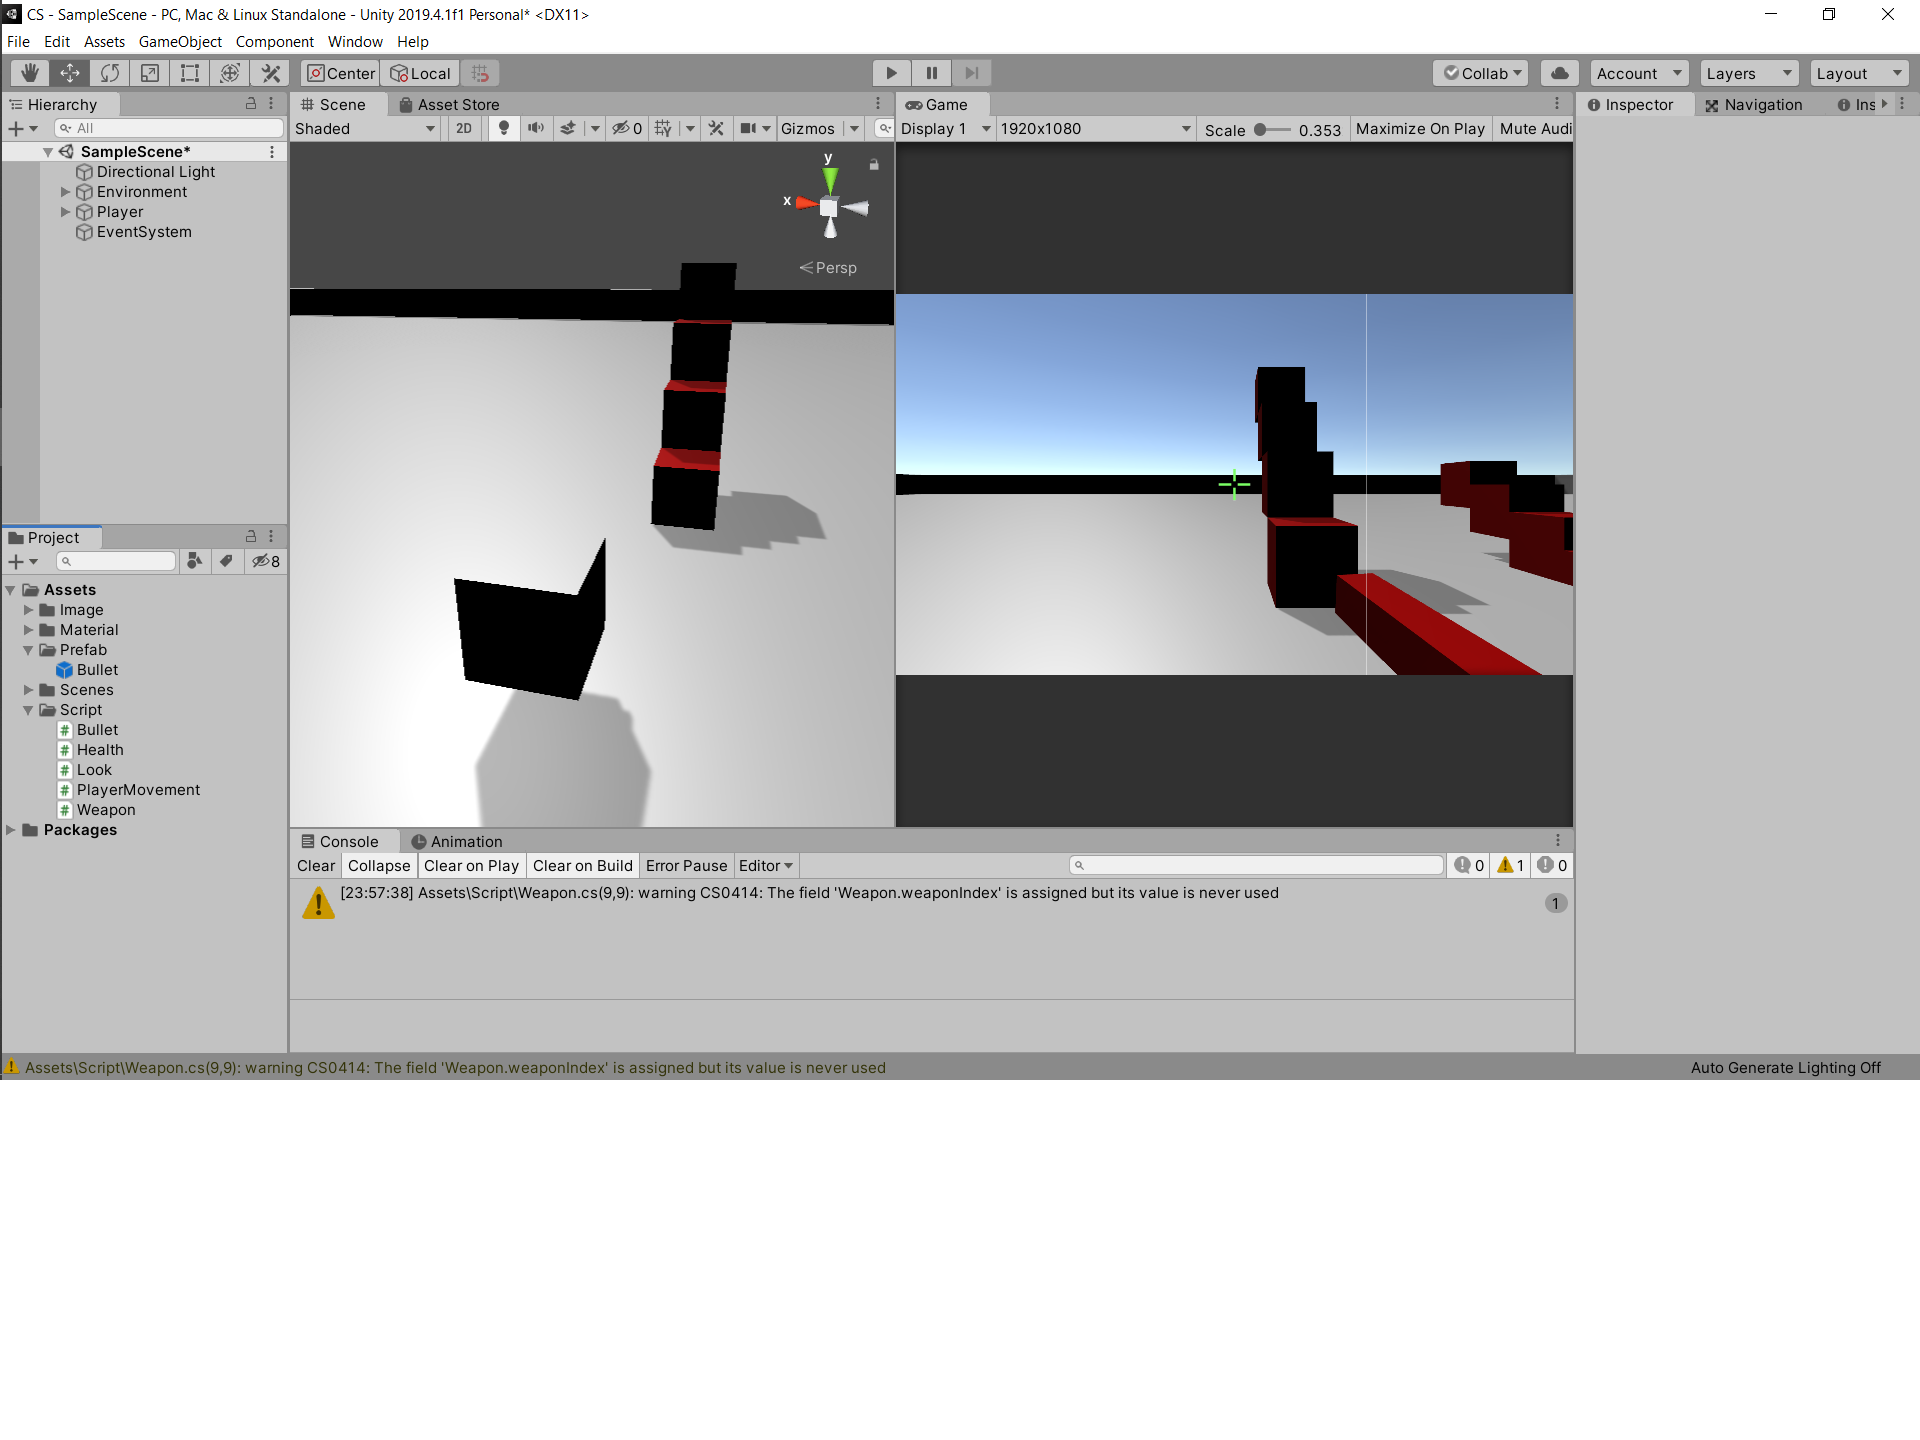 CS - SampleScene - PC, Mac & Linux Standalone - Unity 2019.4.1f1 Personal* <DX11>
File Edit Assets GameObject Component Window Help
Center Local Collab Account Layers Layout
Hierarchy
All
SampleScene*
Directional Light
Environment
Player
EventSystem
Scene Asset Store
Shaded 2D 0 Gizmos
y
x
Persp
Game
Display 1 1920x1080 Scale 0.353 Maximize On Play Mute Audi
Inspector Navigation Ins
Project
8
Assets
Image
Material
Prefab
Bullet
Scenes
Script
Bullet
Health
Look
PlayerMovement
Weapon
Packages
Console Animation
Clear Collapse Clear on Play Clear on Build Error Pause Editor 0 1 0
[23:57:38] Assets\Script\Weapon.cs(9,9): warning CS0414: The field 'Weapon.weaponIndex' is assigned but its value is never used
1
Assets\Script\Weapon.cs(9,9): warning CS0414: The field 'Weapon.weaponIndex' is assigned but its value is never used
Auto Generate Lighting Off